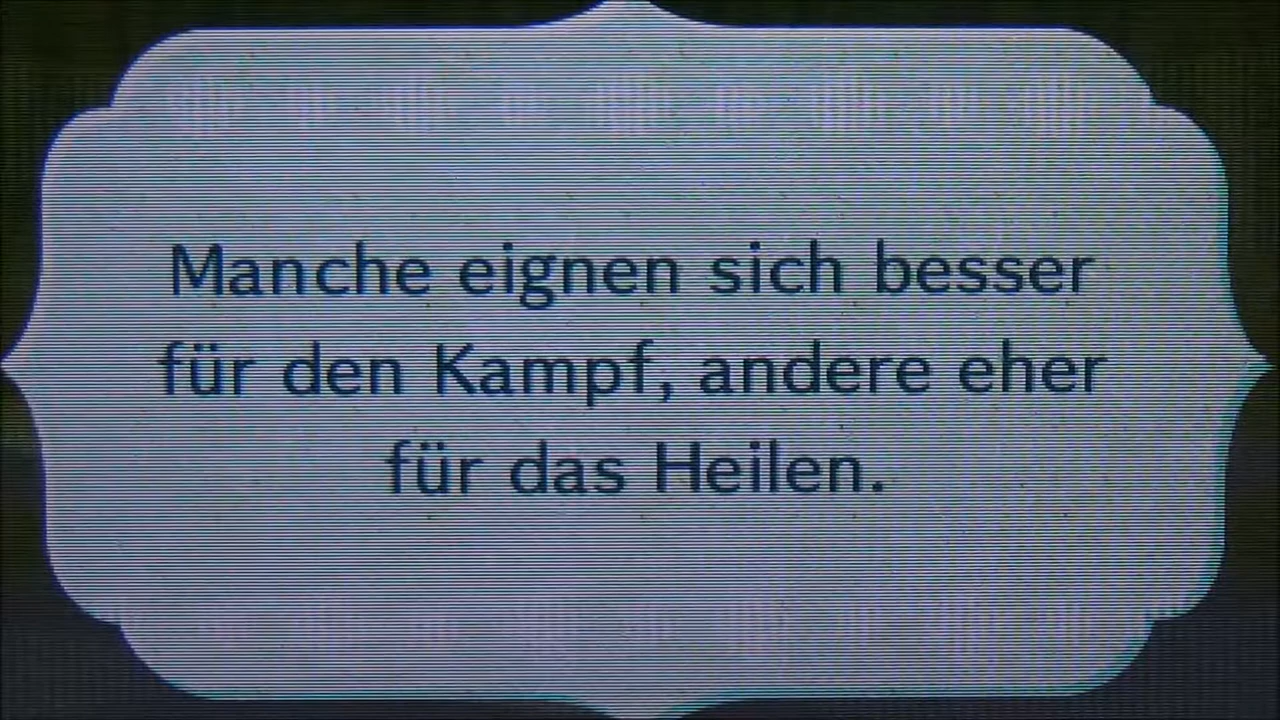 Manche eignen sich besser
für den Kampf, andere eher
für das Heilen.